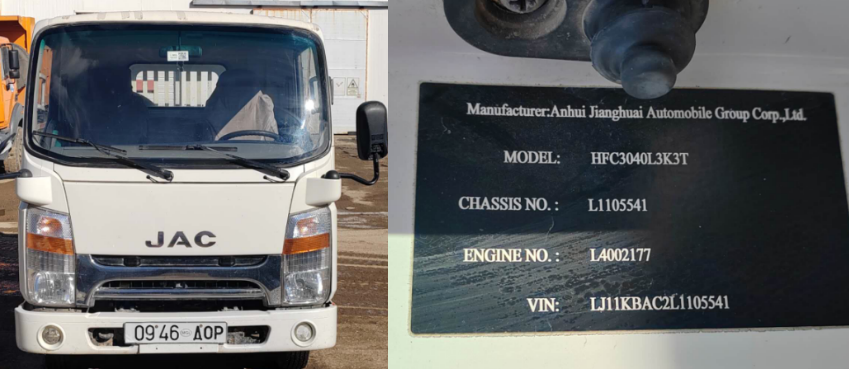 JAC
09·46 ДОР
Manufacturer:Anhui Jianghuai Automobile Group Corp.,Ltd.
MODEL: HFC3040L3K3T
CHASSIS NO. : L1105541
ENGINE NO. : L4002177
VIN: LJ11KBAC2L1105541